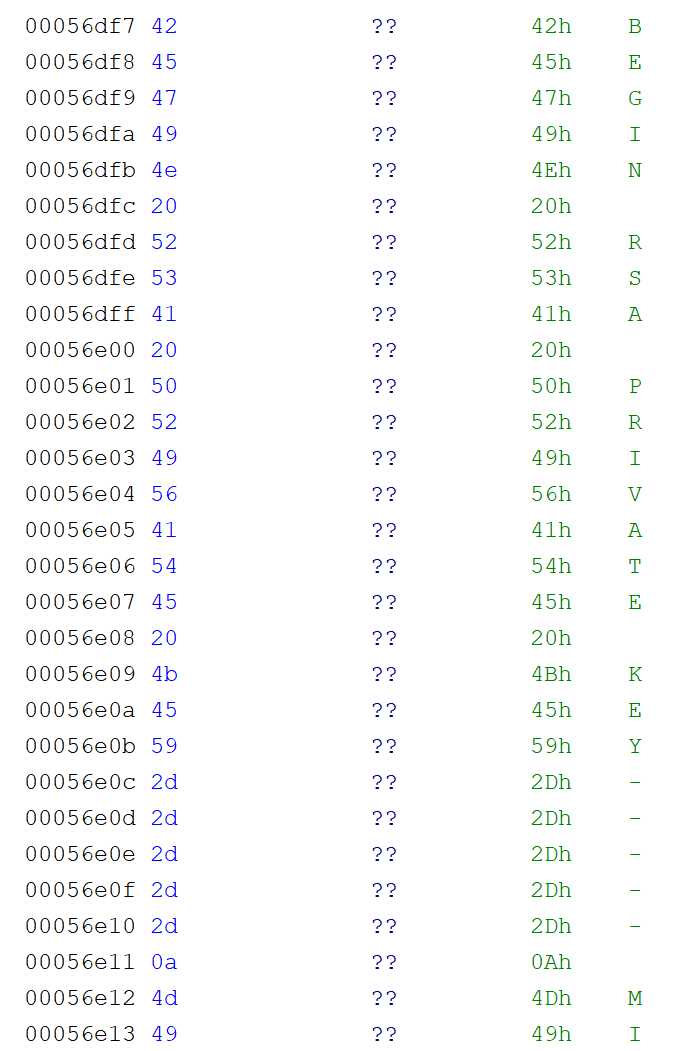 00056df7 42 ?? 42h B
00056df8 45 ?? 45h E
00056df9 47 ?? 47h G
00056dfa 49 ?? 49h I
00056dfb 4e ?? 4Eh N
00056dfc 20 ?? 20h
00056dfd 52 ?? 52h R
00056dfe 53 ?? 53h S
00056dff 41 ?? 41h A
00056e00 20 ?? 20h
00056e01 50 ?? 50h P
00056e02 52 ?? 52h R
00056e03 49 ?? 49h I
00056e04 56 ?? 56h V
00056e05 41 ?? 41h A
00056e06 54 ?? 54h T
00056e07 45 ?? 45h E
00056e08 20 ?? 20h
00056e09 4b ?? 4Bh K
00056e0a 45 ?? 45h E
00056e0b 59 ?? 59h Y
00056e0c 2d ?? 2Dh -
00056e0d 2d ?? 2Dh -
00056e0e 2d ?? 2Dh -
00056e0f 2d ?? 2Dh -
00056e10 2d ?? 2Dh -
00056e11 0a ?? 0Ah
00056e12 4d ?? 4Dh M
00056e13 49 ?? 49h I